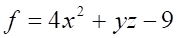 f = 4x² + yz − 9